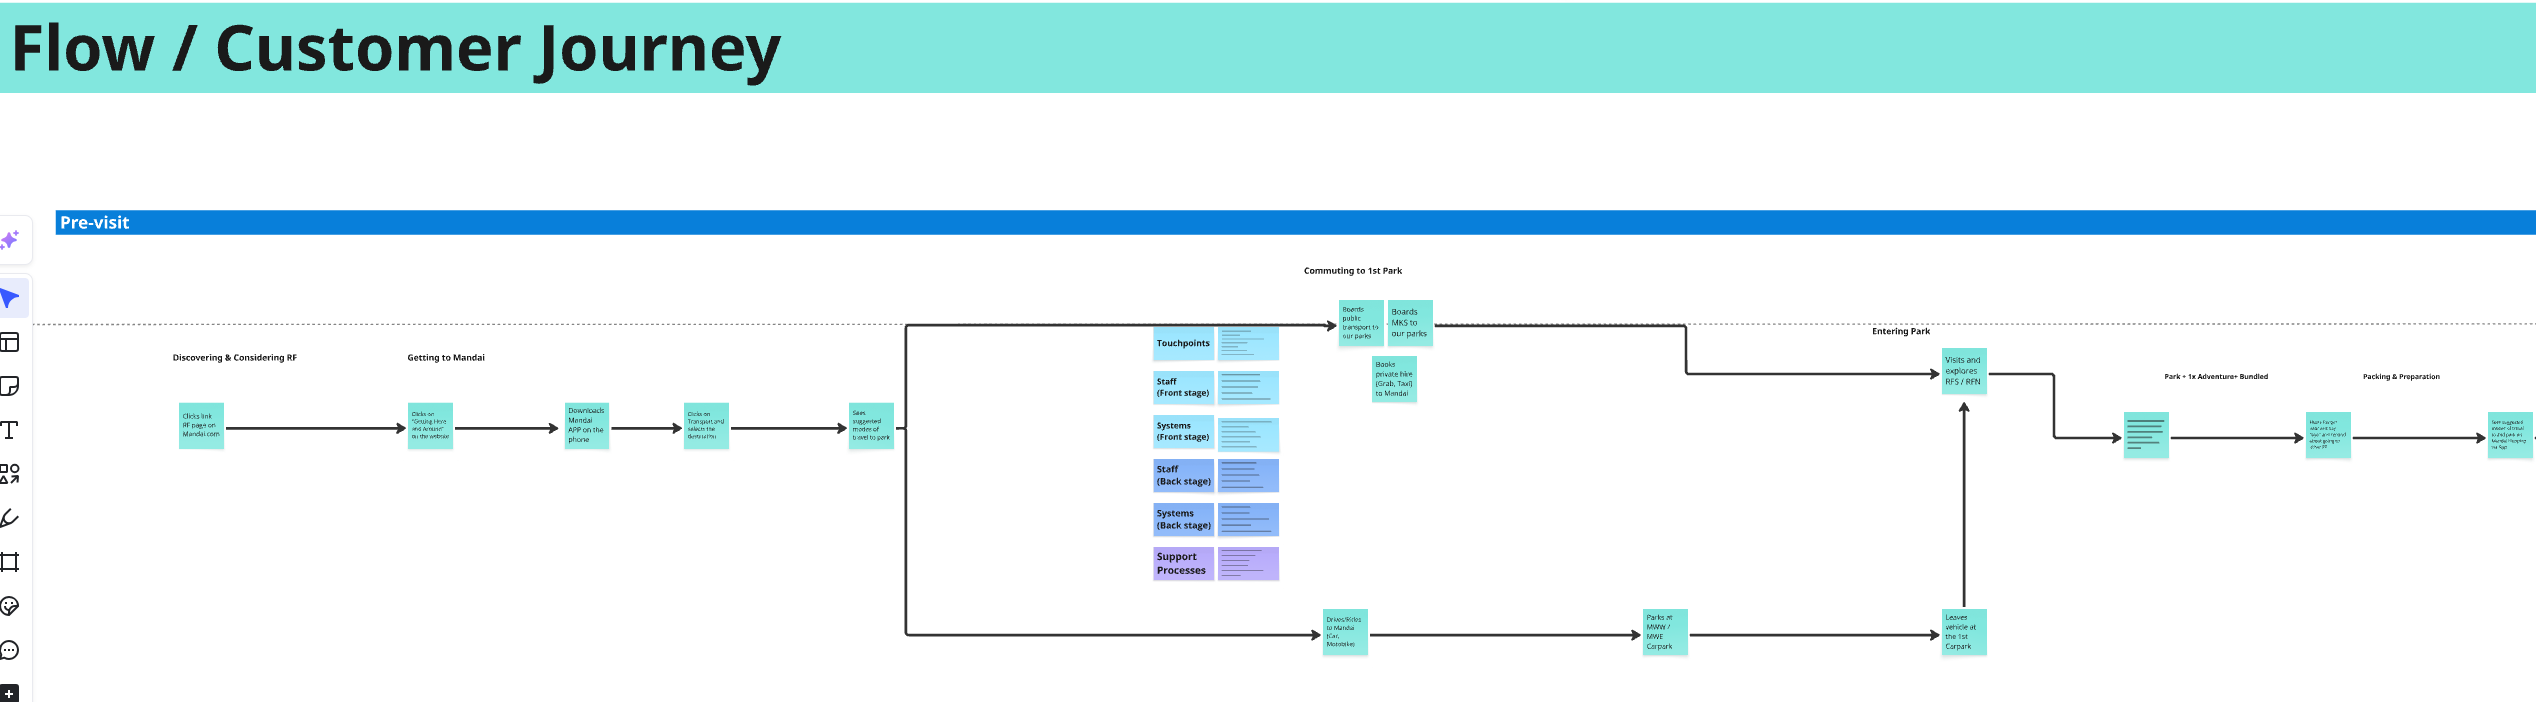 Flow / Customer Journey
Pre-visit
Commuting to 1st Park
Boards
public
transport to
our parks
Boards
MKS to
our parks
Entering Park
Discovering & Considering RF
Getting to Mandai
Touchpoints
Visits and
explores
RFS / RFN
Books
private hire
(Grab, Taxi)
to Mandai
Park + 1x Adventure+ Bundled
Packing & Preparation
Staff
(Front stage)
Clicks link
RF page on
Mandai.com
Clicks on
"Getting Here
and Around"
on the website
Downloads
Mandai
APP on the
phone
Clicks on
Transport and
selects the
Sees
suggested
modes of
travel to park
Systems
(Front stage)
Staff
(Back stage)
Systems
(Back stage)
Support
Processes
Drives/Rides
to Mandai
(Car,
Motobike)
Parks at
MWW /
MWE
Carpark
Leaves
vehicle at
the 1st
Carpark